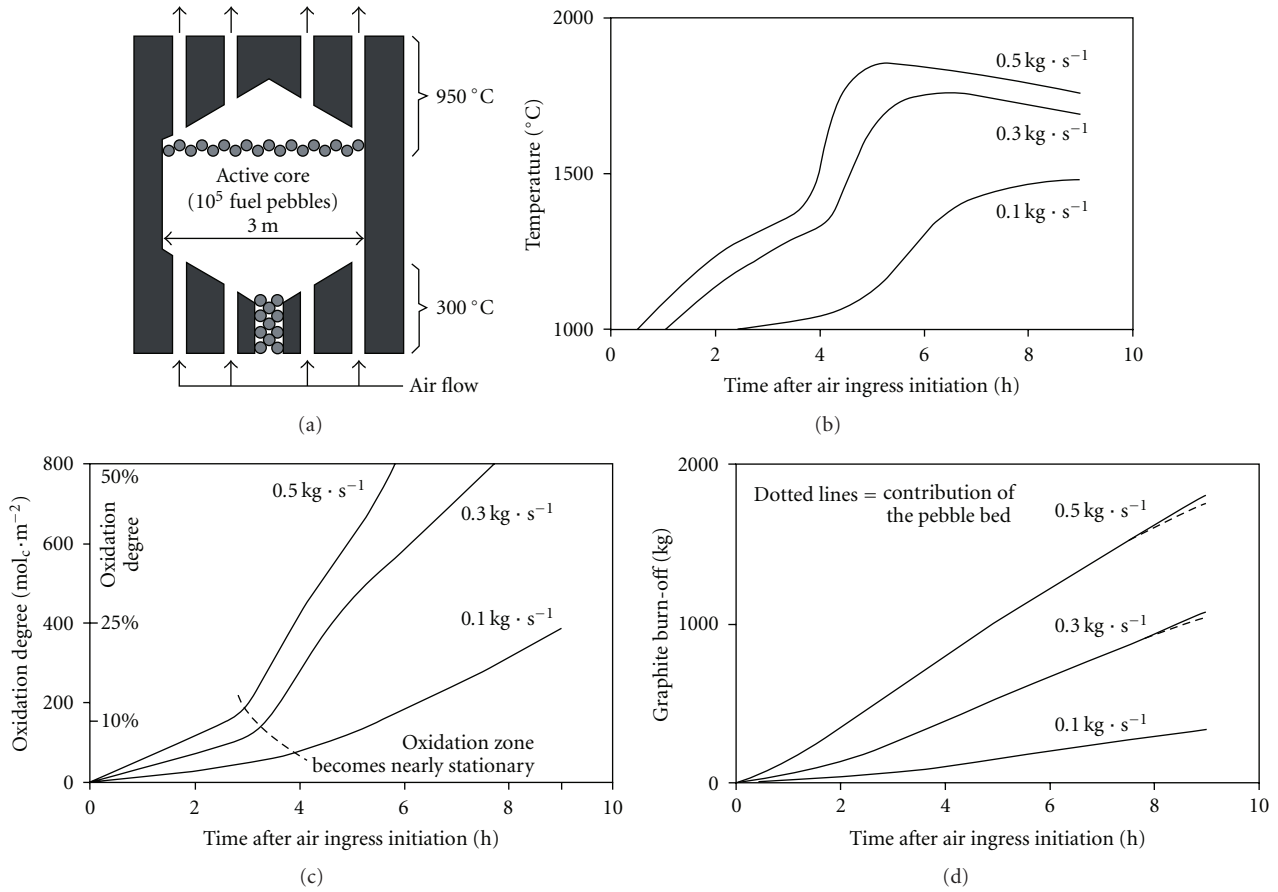 950 °C
Active core
(10⁵ fuel pebbles)
3 m
300 °C
Air flow
(a)
2000
1500
1000
Temperature (°C)
0.5 kg · s⁻¹
0.3 kg · s⁻¹
0.1 kg · s⁻¹
0 2 4 6 8 10
Time after air ingress initiation (h)
(b)
800
600
400
200
0
Oxidation degree (mol_c·m⁻²)
50%
25%
10%
Oxidation
degree
0.5 kg · s⁻¹
0.3 kg · s⁻¹
0.1 kg · s⁻¹
Oxidation zone
becomes nearly stationary
0 2 4 6 8 10
Time after air ingress initiation (h)
(c)
2000
1000
0
Graphite burn-off (kg)
Dotted lines = contribution of
the pebble bed
0.5 kg · s⁻¹
0.3 kg · s⁻¹
0.1 kg · s⁻¹
0 2 4 6 8 10
Time after air ingress initiation (h)
(d)